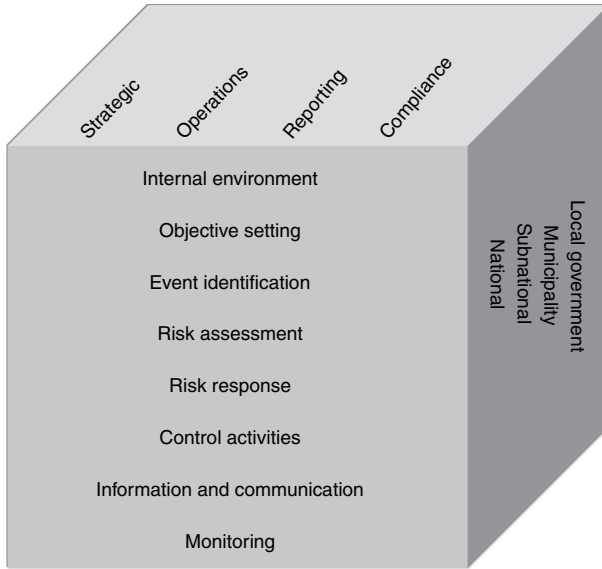 Strategic
Operations
Reporting
Compliance
Internal environment
Objective setting
Event identification
Risk assessment
Risk response
Control activities
Information and communication
Monitoring
Local government
Municipality
Subnational
National